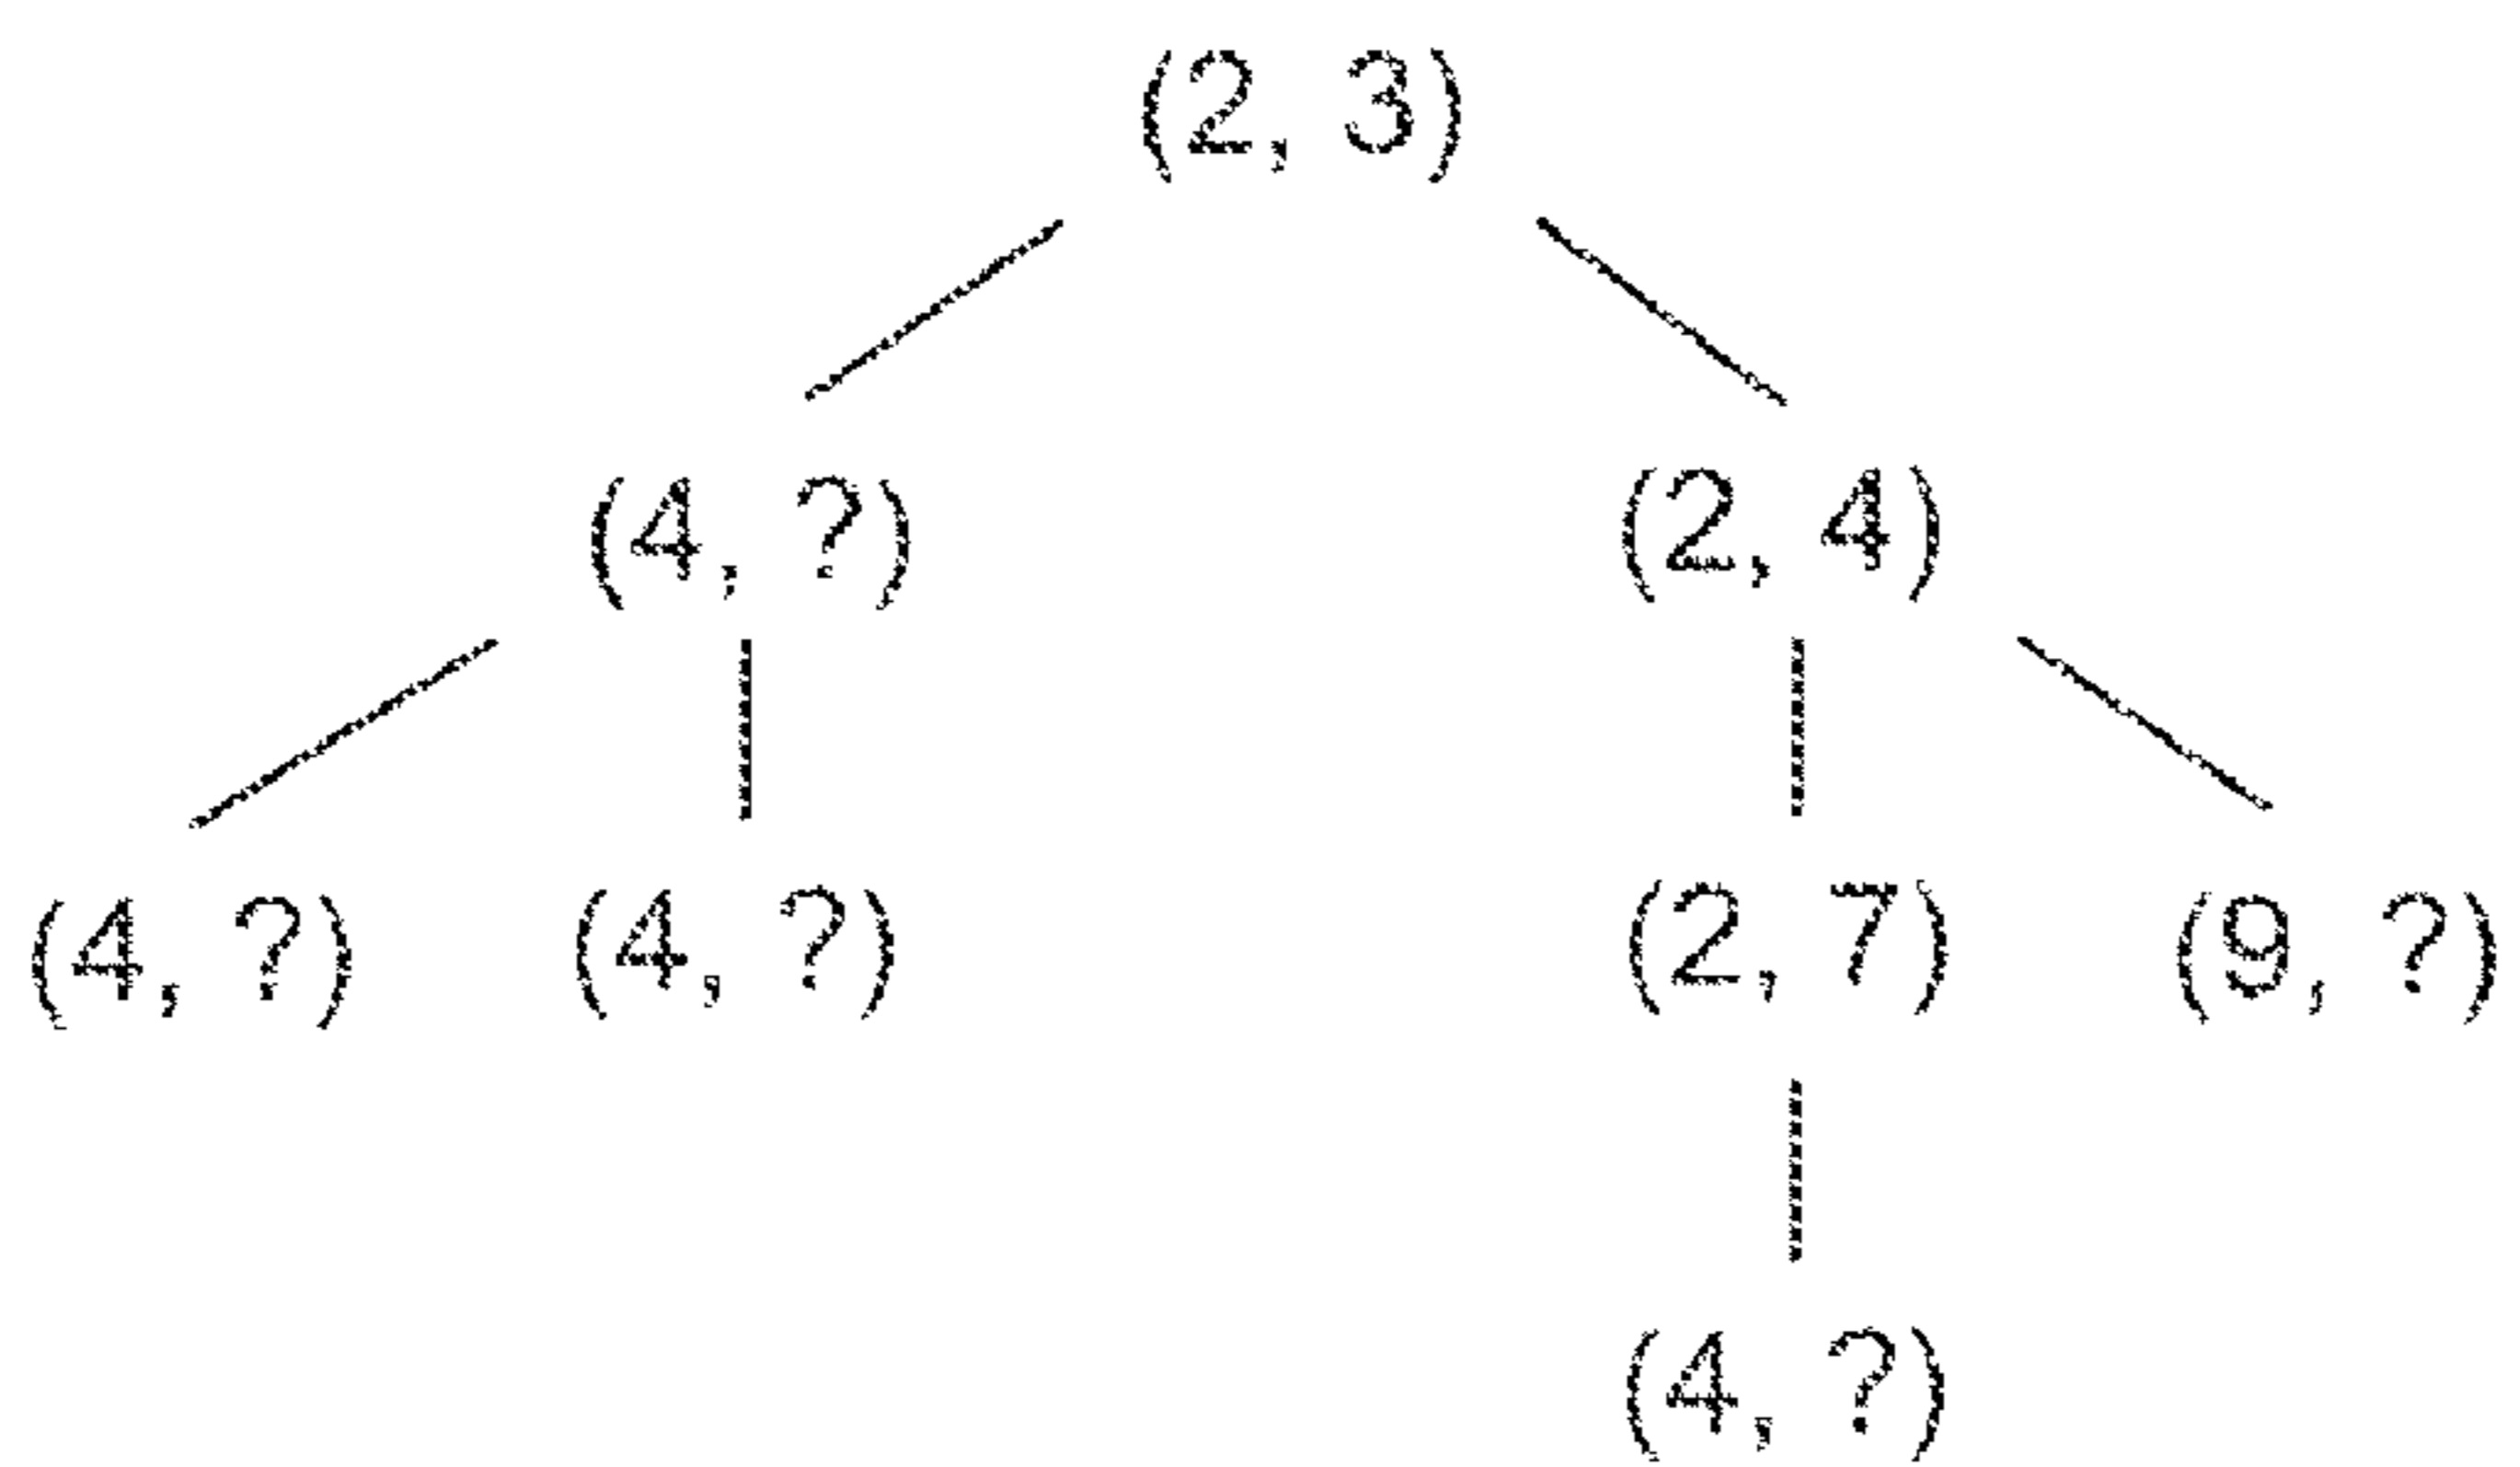 (2, 3)
(4, ?) (2, 4)
(4, ?) (4, ?) (2, 7) (9, ?)
(4, ?)